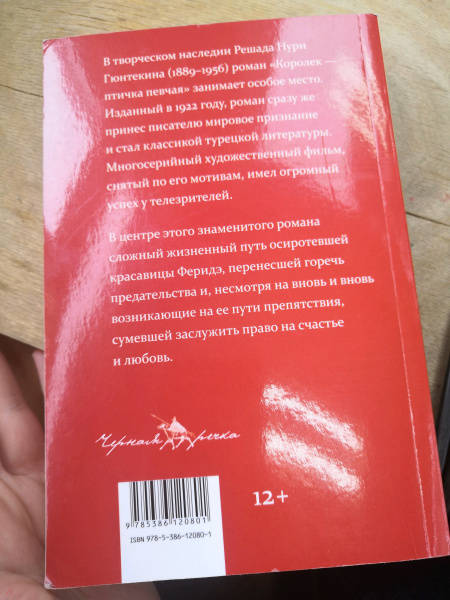 В творческом наследии Решада Нури
Гюнтекина (1889–1956) роман «Королек —
птичка певчая» занимает особое место.
Изданный в 1922 году, роман сразу же
принес писателю мировое признание
и стал классикой турецкой литературы.
Многосерийный художественный фильм,
снятый по его мотивам, имел огромный
успех у телезрителей.
В центре этого знаменитого романа
сложный жизненный путь осиротевшей
красавицы Феридэ, перенесшей горечь
предательства и, несмотря на вновь и вновь
возникающие на ее пути препятствия,
сумевшей заслужить право на счастье
и любовь.
Черная речка
12+
9 785386 120801
ISBN 978-5-386-12080-1